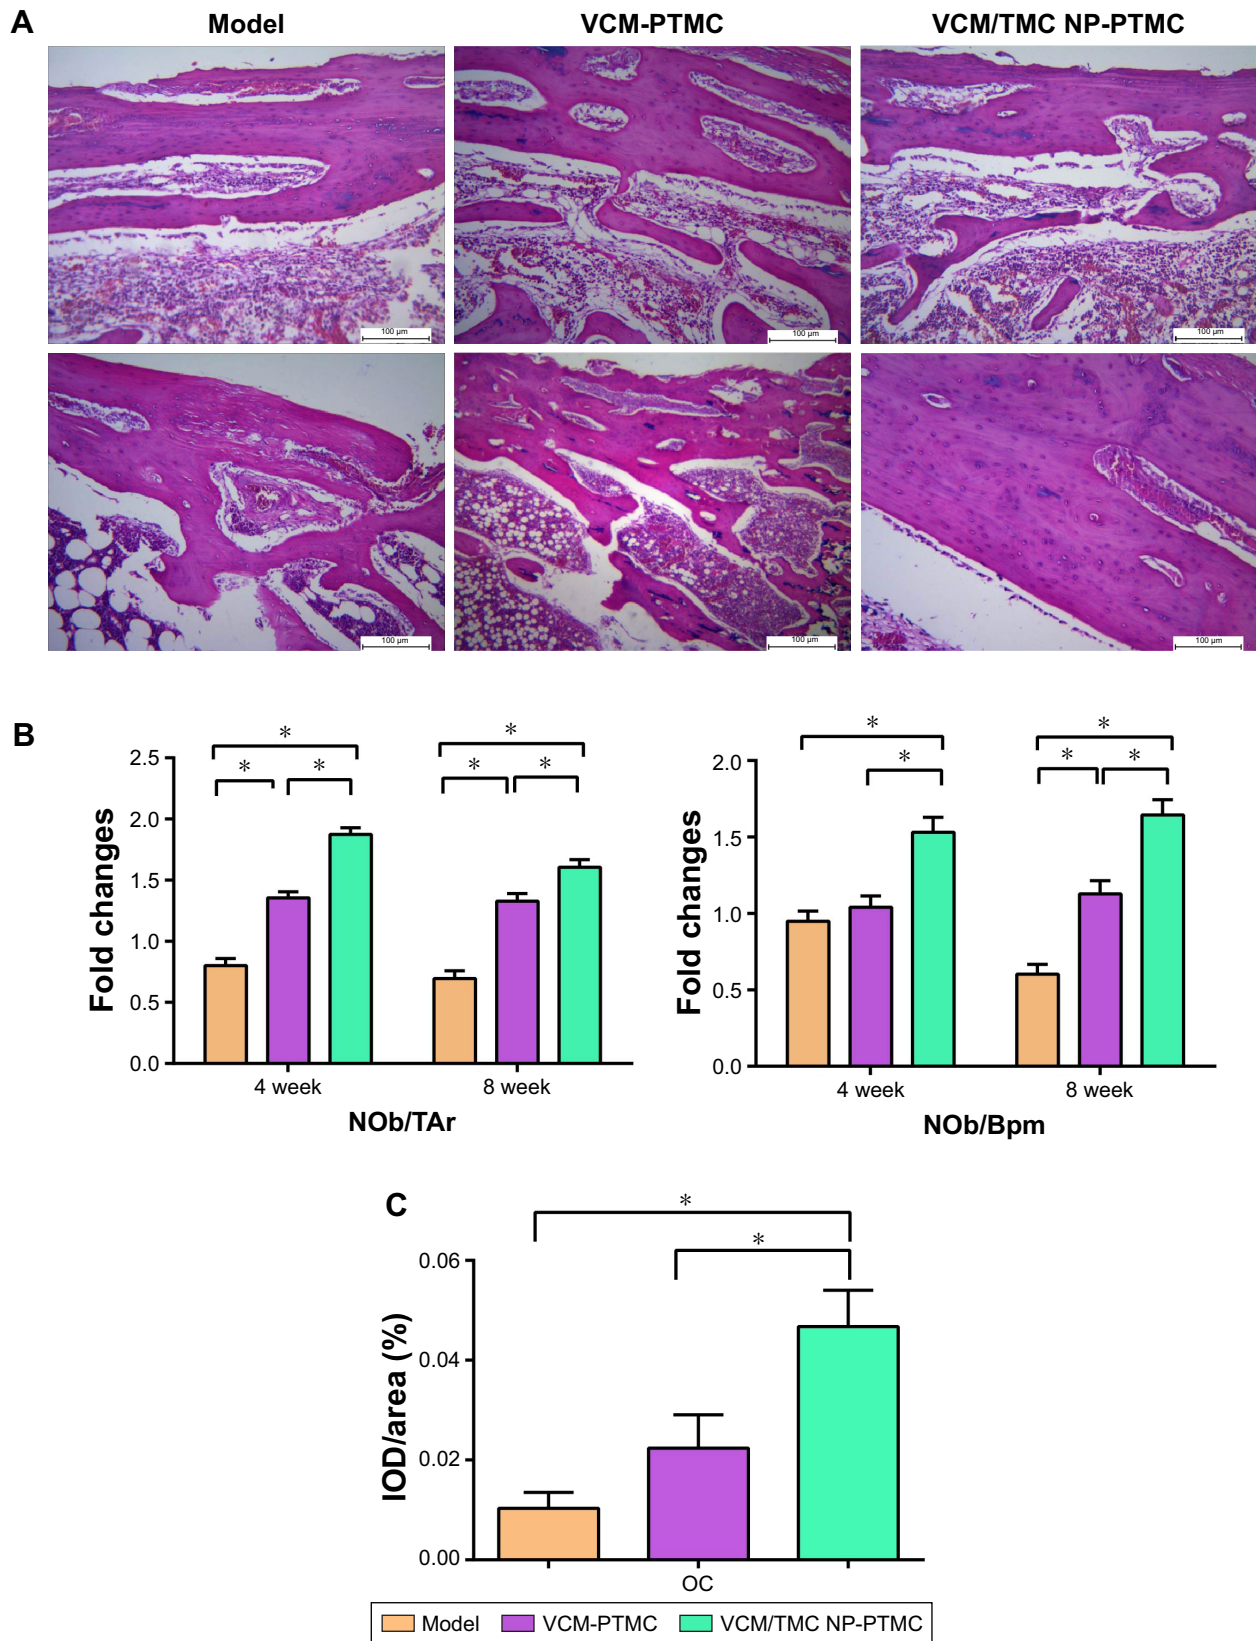 A
Model
VCM-PTMC
VCM/TMC NP-PTMC
100 µm
100 µm
100 µm
100 µm
100 µm
100 µm
B
Fold changes
2.5
2.0
1.5
1.0
0.5
0.0
* * *
* * *
4 week
8 week
NOb/TAr
Fold changes
2.0
1.5
1.0
0.5
0.0
* *
* * *
4 week
8 week
NOb/Bpm
C
IOD/area (%)
0.06
0.04
0.02
0.00
*
*
OC
Model
VCM-PTMC
VCM/TMC NP-PTMC